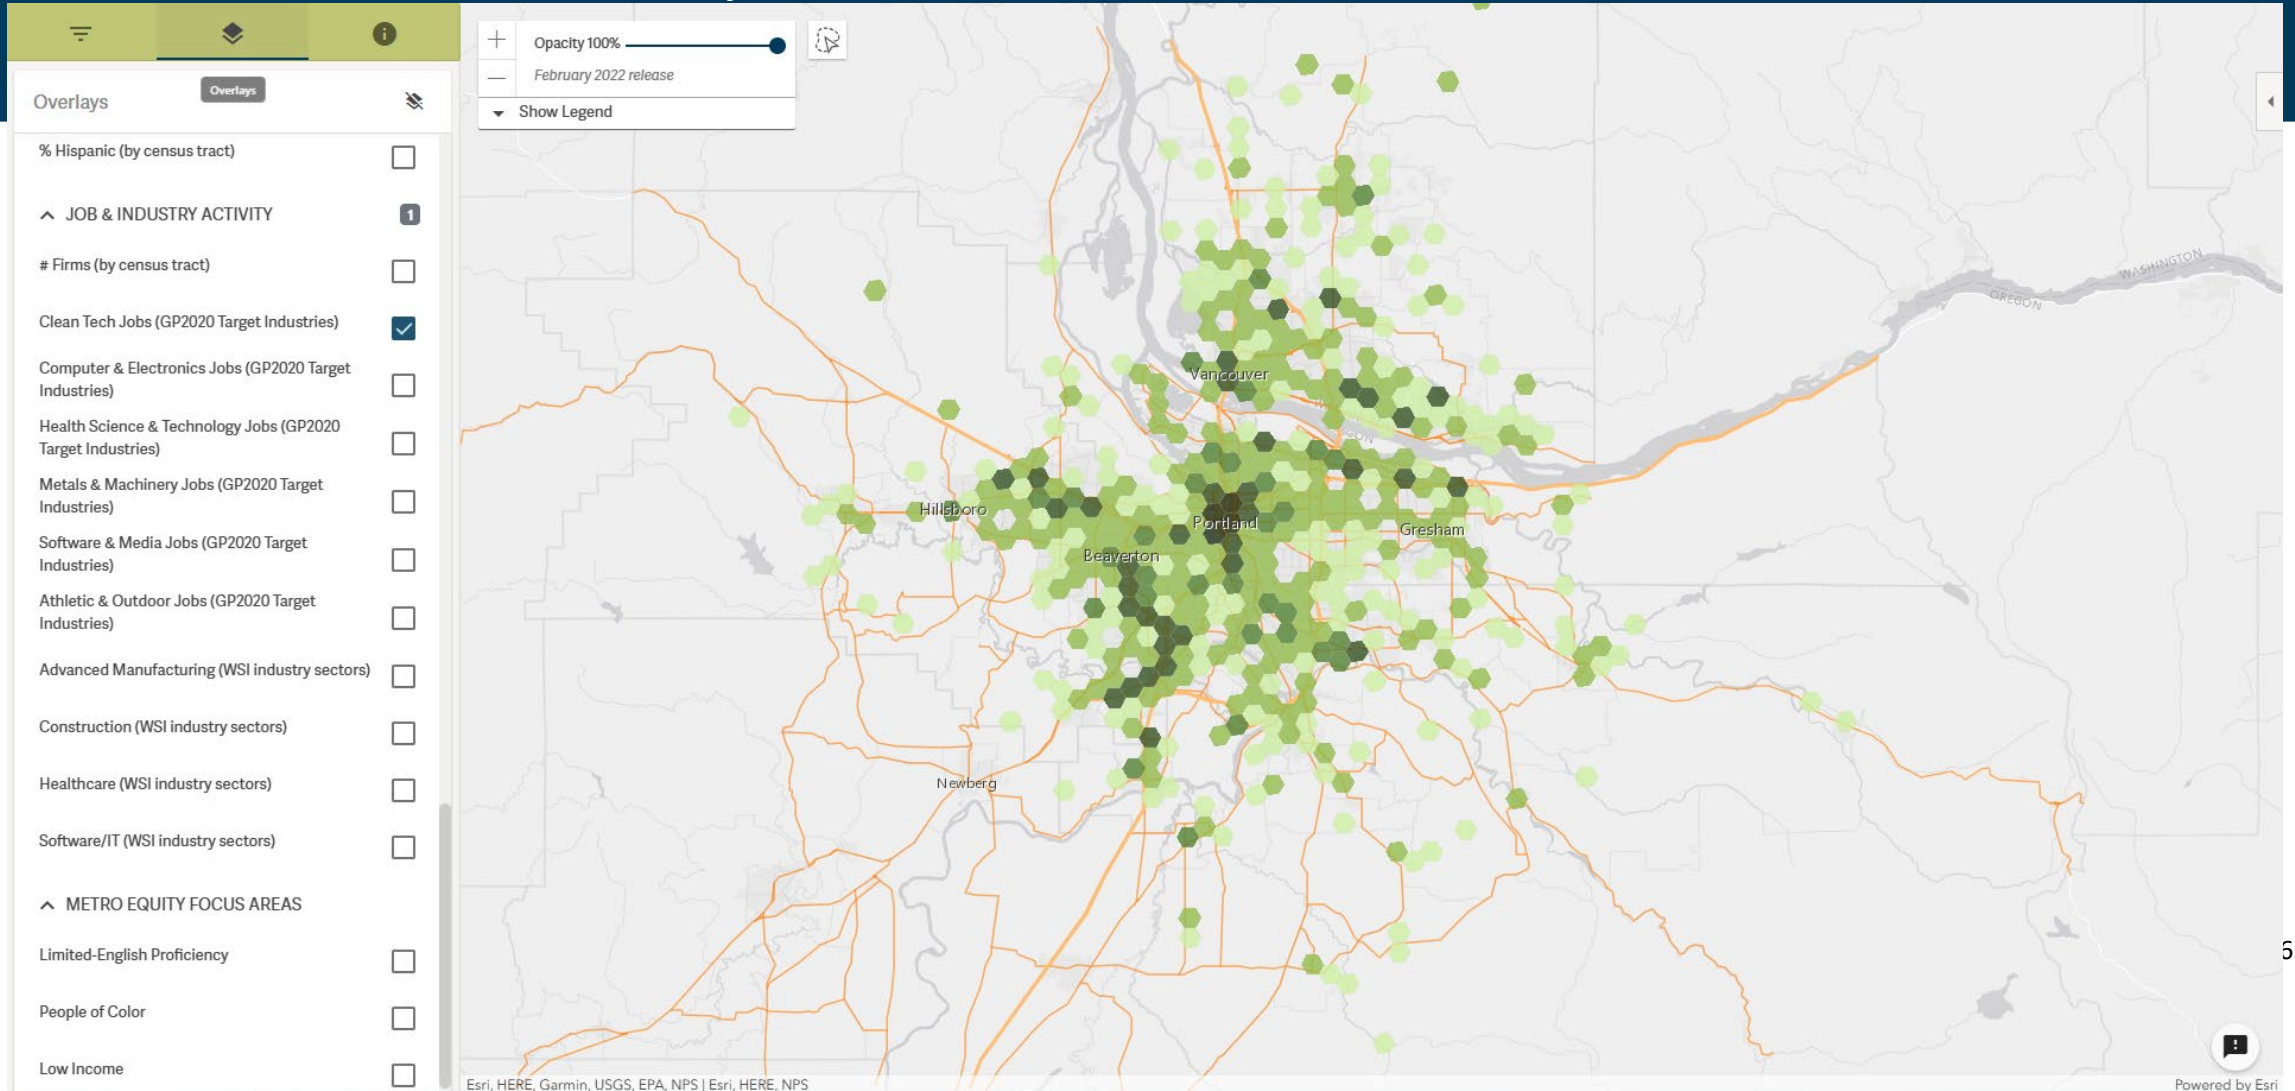 Overlays
Overlays
% Hispanic (by census tract)
JOB & INDUSTRY ACTIVITY
1
# Firms (by census tract)
Clean Tech Jobs (GP2020 Target Industries)
Computer & Electronics Jobs (GP2020 Target
Industries)
Health Science & Technology Jobs (GP2020
Target Industries)
Metals & Machinery Jobs (GP2020 Target
Industries)
Software & Media Jobs (GP2020 Target
Industries)
Athletic & Outdoor Jobs (GP2020 Target
Industries)
Advanced Manufacturing (WSI industry sectors)
Construction (WSI industry sectors)
Healthcare (WSI industry sectors)
Software/IT (WSI industry sectors)
METRO EQUITY FOCUS AREAS
Limited-English Proficiency
People of Color
Low Income
Opacity 100%
February 2022 release
Show Legend
WASHINGTON
OREGON
Vancouver
Hillsboro
Portland
Gresham
Beaverton
Newberg
6
Esri, HERE, Garmin, USGS, EPA, NPS | Esri, HERE, NPS
Powered by Esri